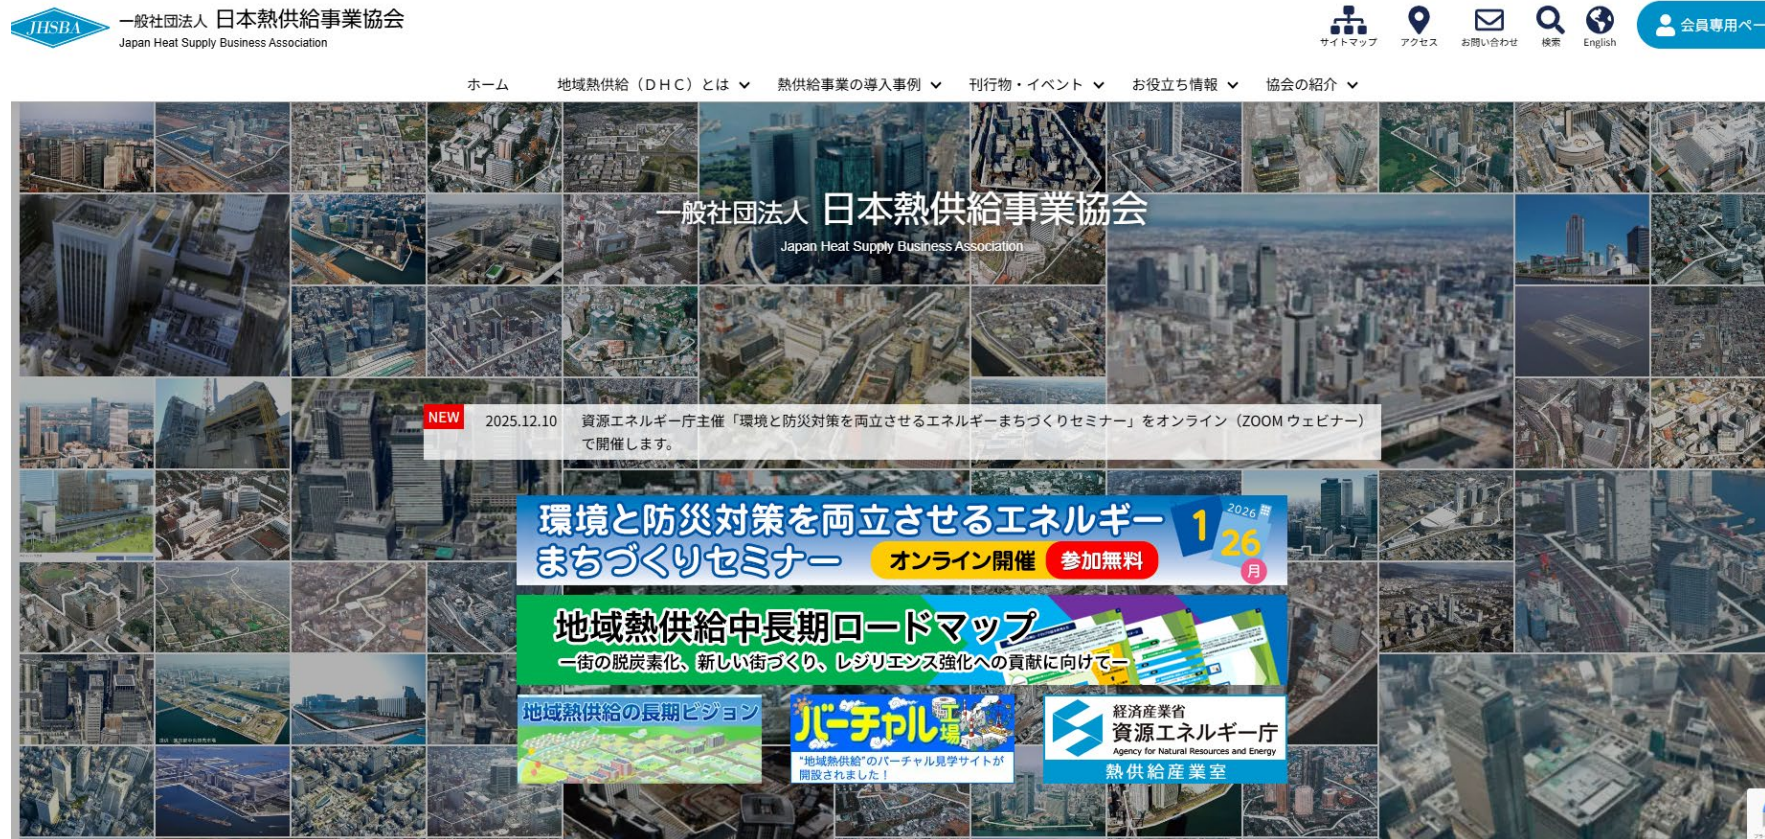 JHSBA
一般社団法人 日本熱供給事業協会
Japan Heat Supply Business Association
サイトマップ
アクセス
お問い合わせ
検索
English
会員専用ペー
ホーム
地域熱供給（ＤＨＣ）とは
熱供給事業の導入事例
刊行物・イベント
お役立ち情報
協会の紹介
一般社団法人 日本熱供給事業協会
Japan Heat Supply Business Association
NEW
2025.12.10
資源エネルギー庁主催「環境と防災対策を両立させるエネルギーまちづくりセミナー」をオンライン（ZOOM ウェビナー）
で開催します。
環境と防災対策を両立させるエネルギー
まちづくりセミナー
オンライン開催
参加無料
2026
1
26
月
地域熱供給中長期ロードマップ
ー街の脱炭素化、新しい街づくり、レジリエンス強化への貢献に向けてー
地域熱供給の長期ビジョン
バーチャル工場
"地域熱供給"のバーチャル見学サイトが
開設されました！
経済産業省
資源エネルギー庁
Agency for Natural Resources and Energy
熱供給産業室